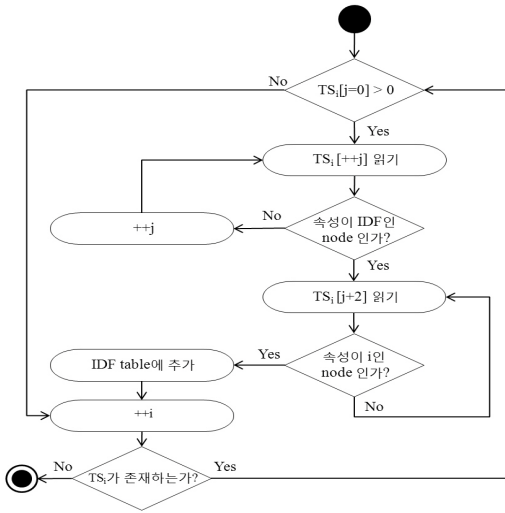 TSi[j=0] > 0
No
Yes
TSi [++j] 읽기
속성이 IDF인
node 인가?
No
++j
Yes
TSi [j+2] 읽기
속성이 i인
node 인가?
Yes
IDF table에 추가
No
++i
TSi가 존재하는가?
No
Yes